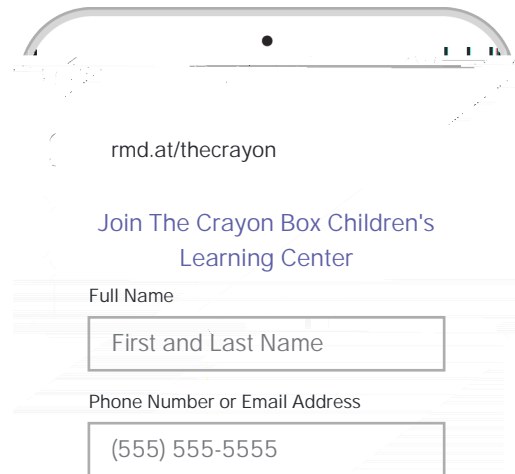 rmd.at/thecrayon
Join The Crayon Box Children's
Learning Center
Full Name
First and Last Name
Phone Number or Email Address
(555) 555-5555